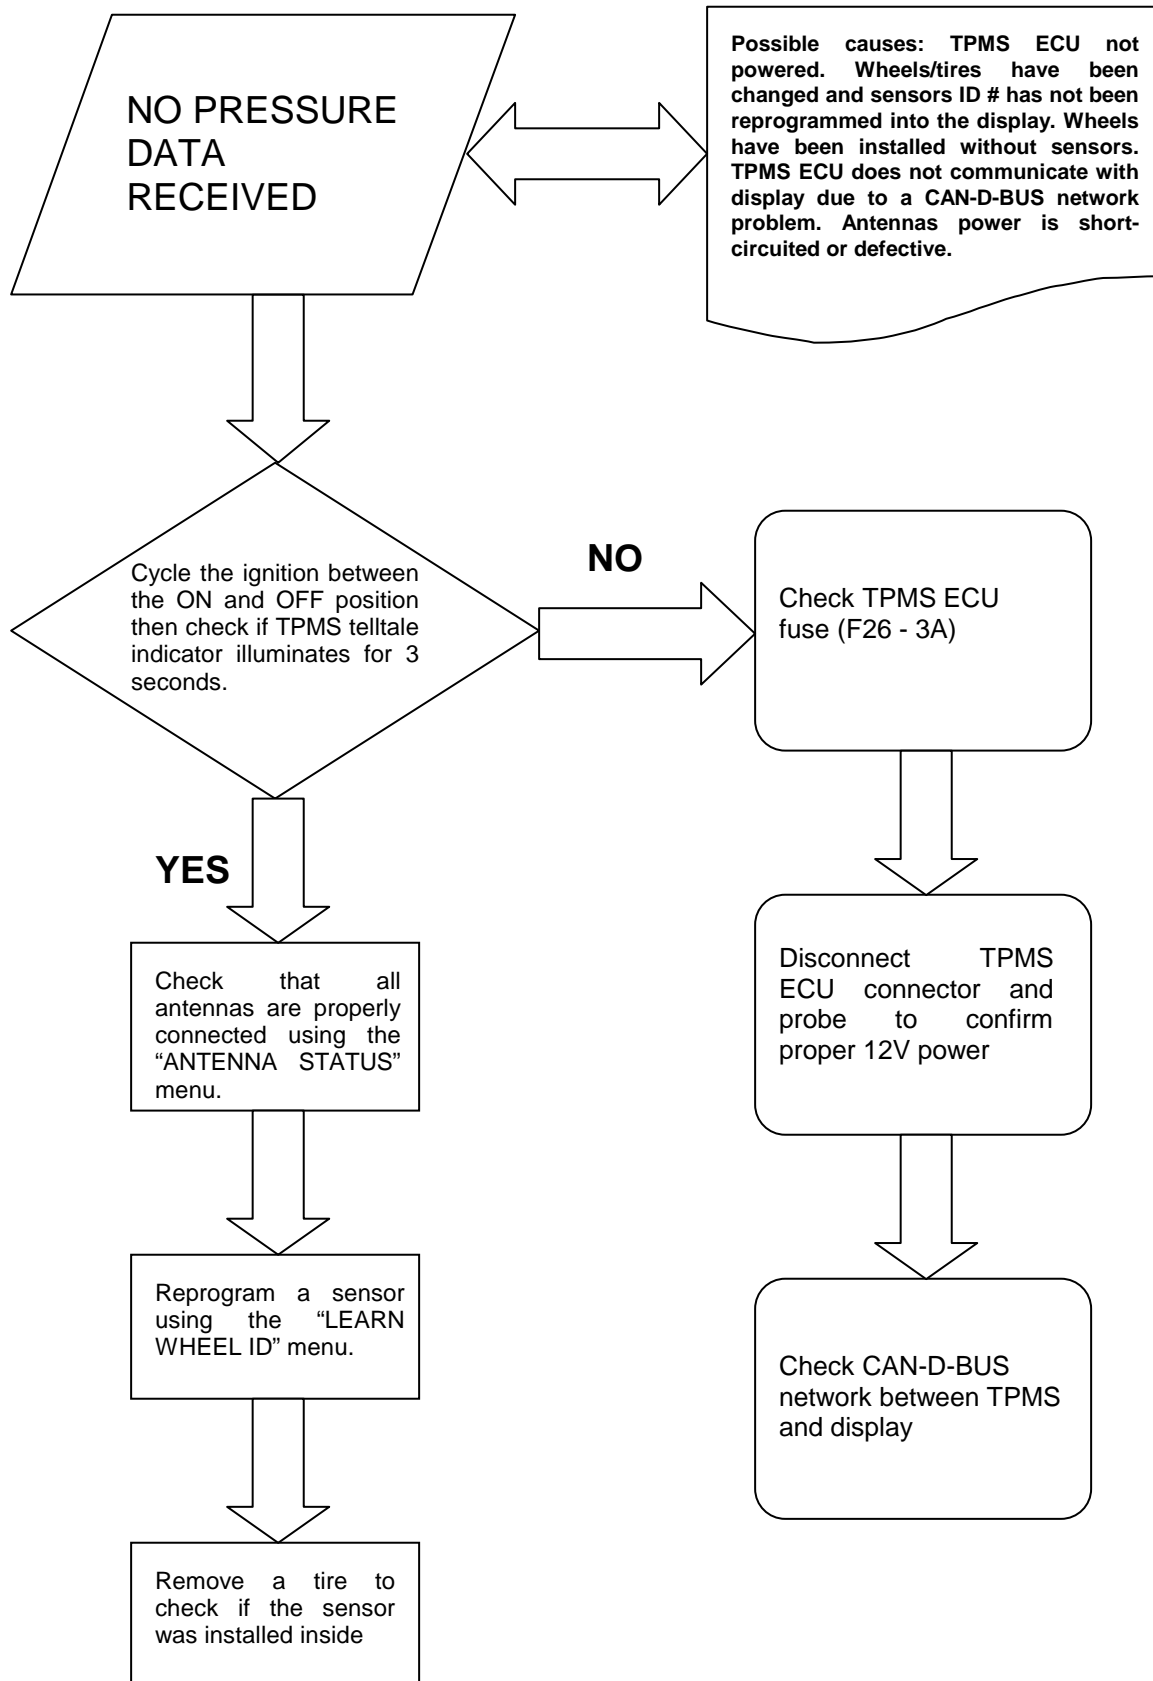 NO PRESSURE
DATA
RECEIVED
Possible causes: TPMS ECU not
powered. Wheels/tires have been
changed and sensors ID # has not been
reprogrammed into the display. Wheels
have been installed without sensors.
TPMS ECU does not communicate with
display due to a CAN-D-BUS network
problem. Antennas power is short-
circuited or defective.
Cycle the ignition between
the ON and OFF position
then check if TPMS telltale
indicator illuminates for 3
seconds.
NO
Check TPMS ECU
fuse (F26 - 3A)
YES
Check that all
antennas are properly
connected using the
“ANTENNA STATUS”
menu.
Disconnect TPMS
ECU connector and
probe to confirm
proper 12V power
Reprogram a sensor
using the “LEARN
WHEEL ID” menu.
Check CAN-D-BUS
network between TPMS
and display
Remove a tire to
check if the sensor
was installed inside